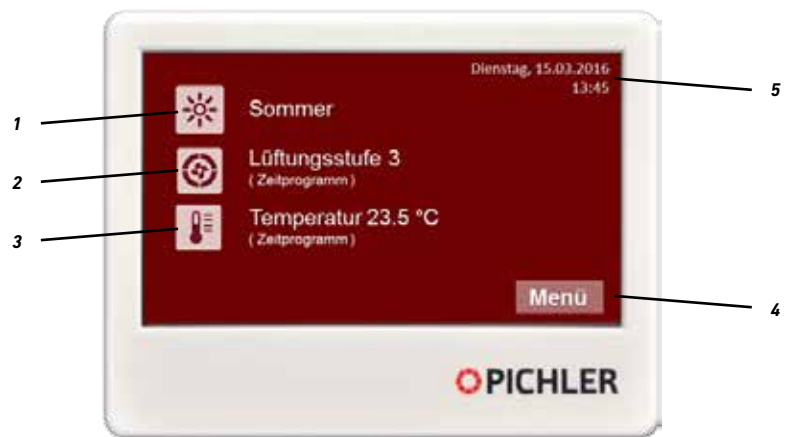 Dienstag, 15.03.2016
13:45
5
1
Sommer
2
Lüftungsstufe 3
( Zeitprogramm )
3
Temperatur 23.5 °C
( Zeitprogramm )
Menü
4
PICHLER